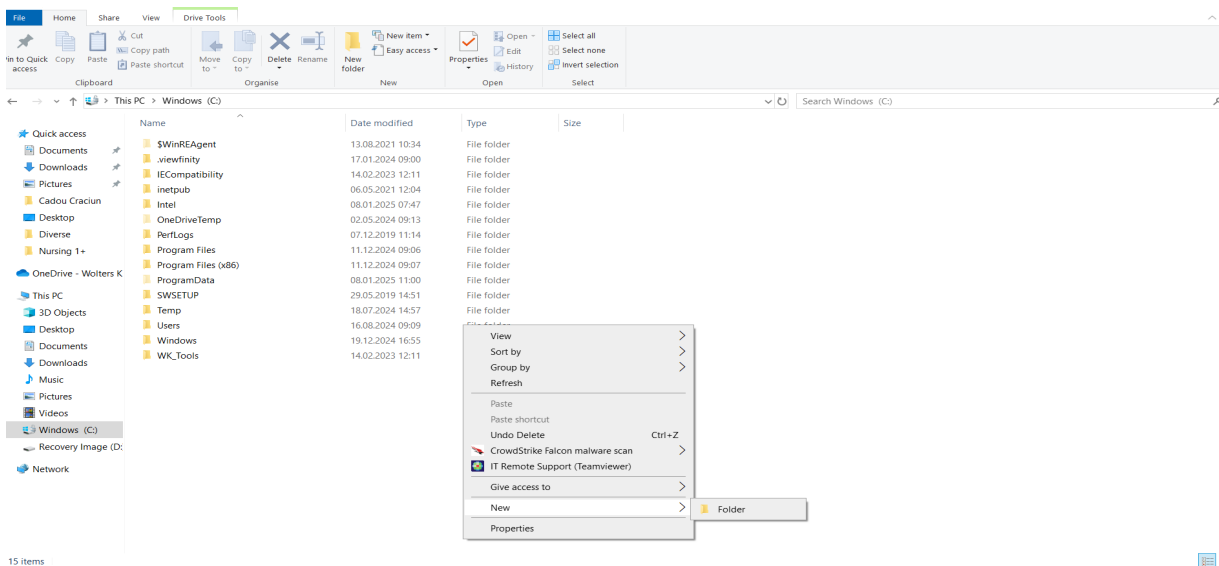 File Home Share View Drive Tools
Pin to Quick access
Copy
Paste
Cut
Copy path
Paste shortcut
Clipboard
Move to
Copy to
Delete
Rename
Organise
New folder
New item
Easy access
New
Properties
Open
Edit
History
Open
Select all
Select none
Invert selection
Select
This PC > Windows (C:)
Search Windows (C:)
Name Date modified Type Size
$WinREAgent 13.08.2021 10:34 File folder
.viewfinity 17.01.2024 09:00 File folder
IECompatibility 14.02.2023 12:11 File folder
inetpub 06.05.2021 12:04 File folder
Intel 08.01.2025 07:47 File folder
OneDriveTemp 02.05.2024 09:13 File folder
PerfLogs 07.12.2019 11:14 File folder
Program Files 11.12.2024 09:06 File folder
Program Files (x86) 11.12.2024 09:07 File folder
ProgramData 08.01.2025 11:00 File folder
SWSETUP 29.05.2019 14:51 File folder
Temp 18.07.2024 14:57 File folder
Users 16.08.2024 09:09 File folder
Windows 19.12.2024 16:55
WK_Tools 14.02.2023 12:11
Quick access
Documents
Downloads
Pictures
Cadou Craciun
Desktop
Diverse
Nursing 1+
OneDrive - Wolters K
This PC
3D Objects
Desktop
Documents
Downloads
Music
Pictures
Videos
Windows (C:)
Recovery Image (D:
Network
View
Sort by
Group by
Refresh
Paste
Paste shortcut
Undo Delete Ctrl+Z
CrowdStrike Falcon malware scan
IT Remote Support (Teamviewer)
Give access to
New
Folder
Properties
15 items